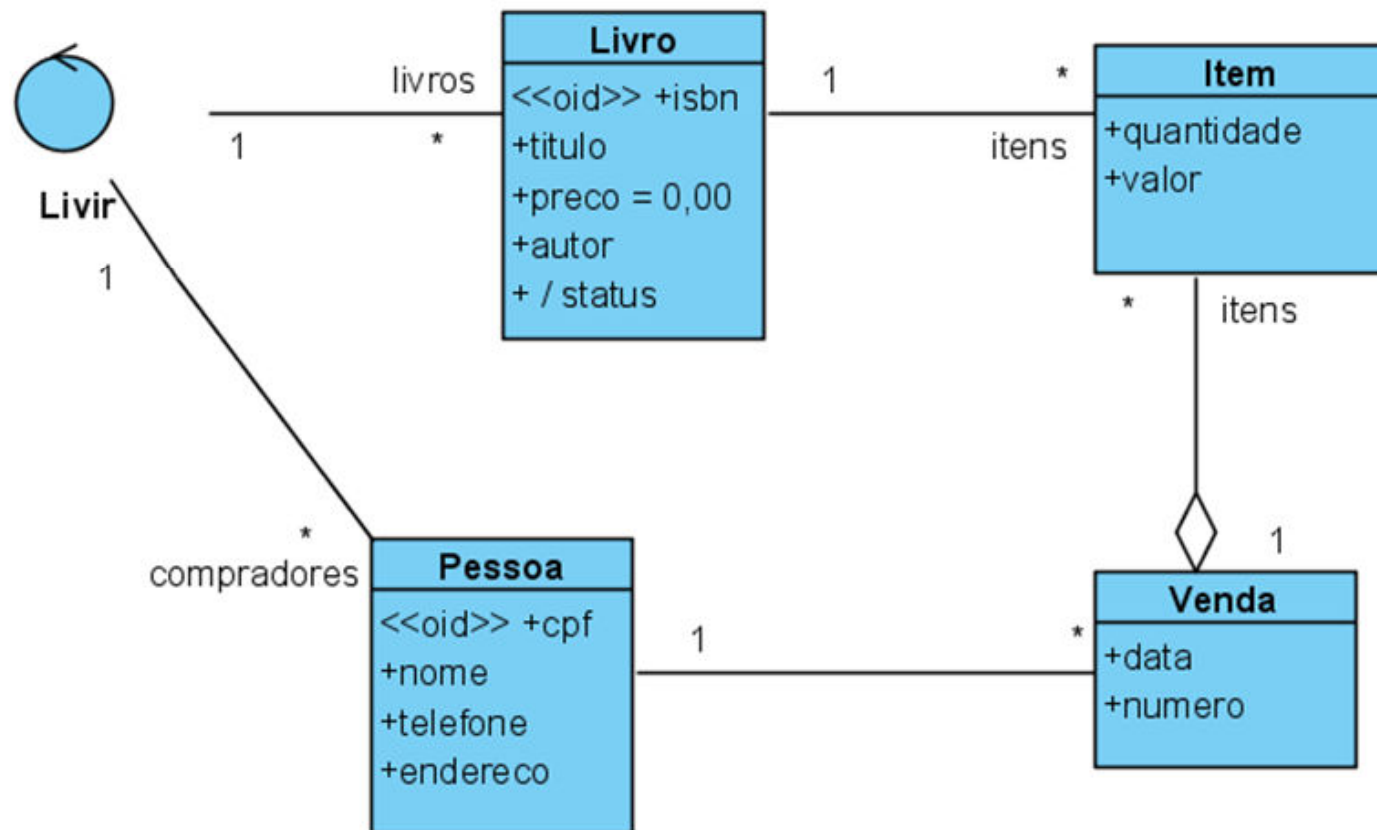 Livir
1
livros
*
Livro
<<oid>> +isbn
+titulo
+preco = 0,00
+autor
+ / status
1
*
itens
Item
+quantidade
+valor
*
itens
1
1
*
compradores
Pessoa
<<oid>> +cpf
+nome
+telefone
+endereco
1
*
Venda
+data
+numero